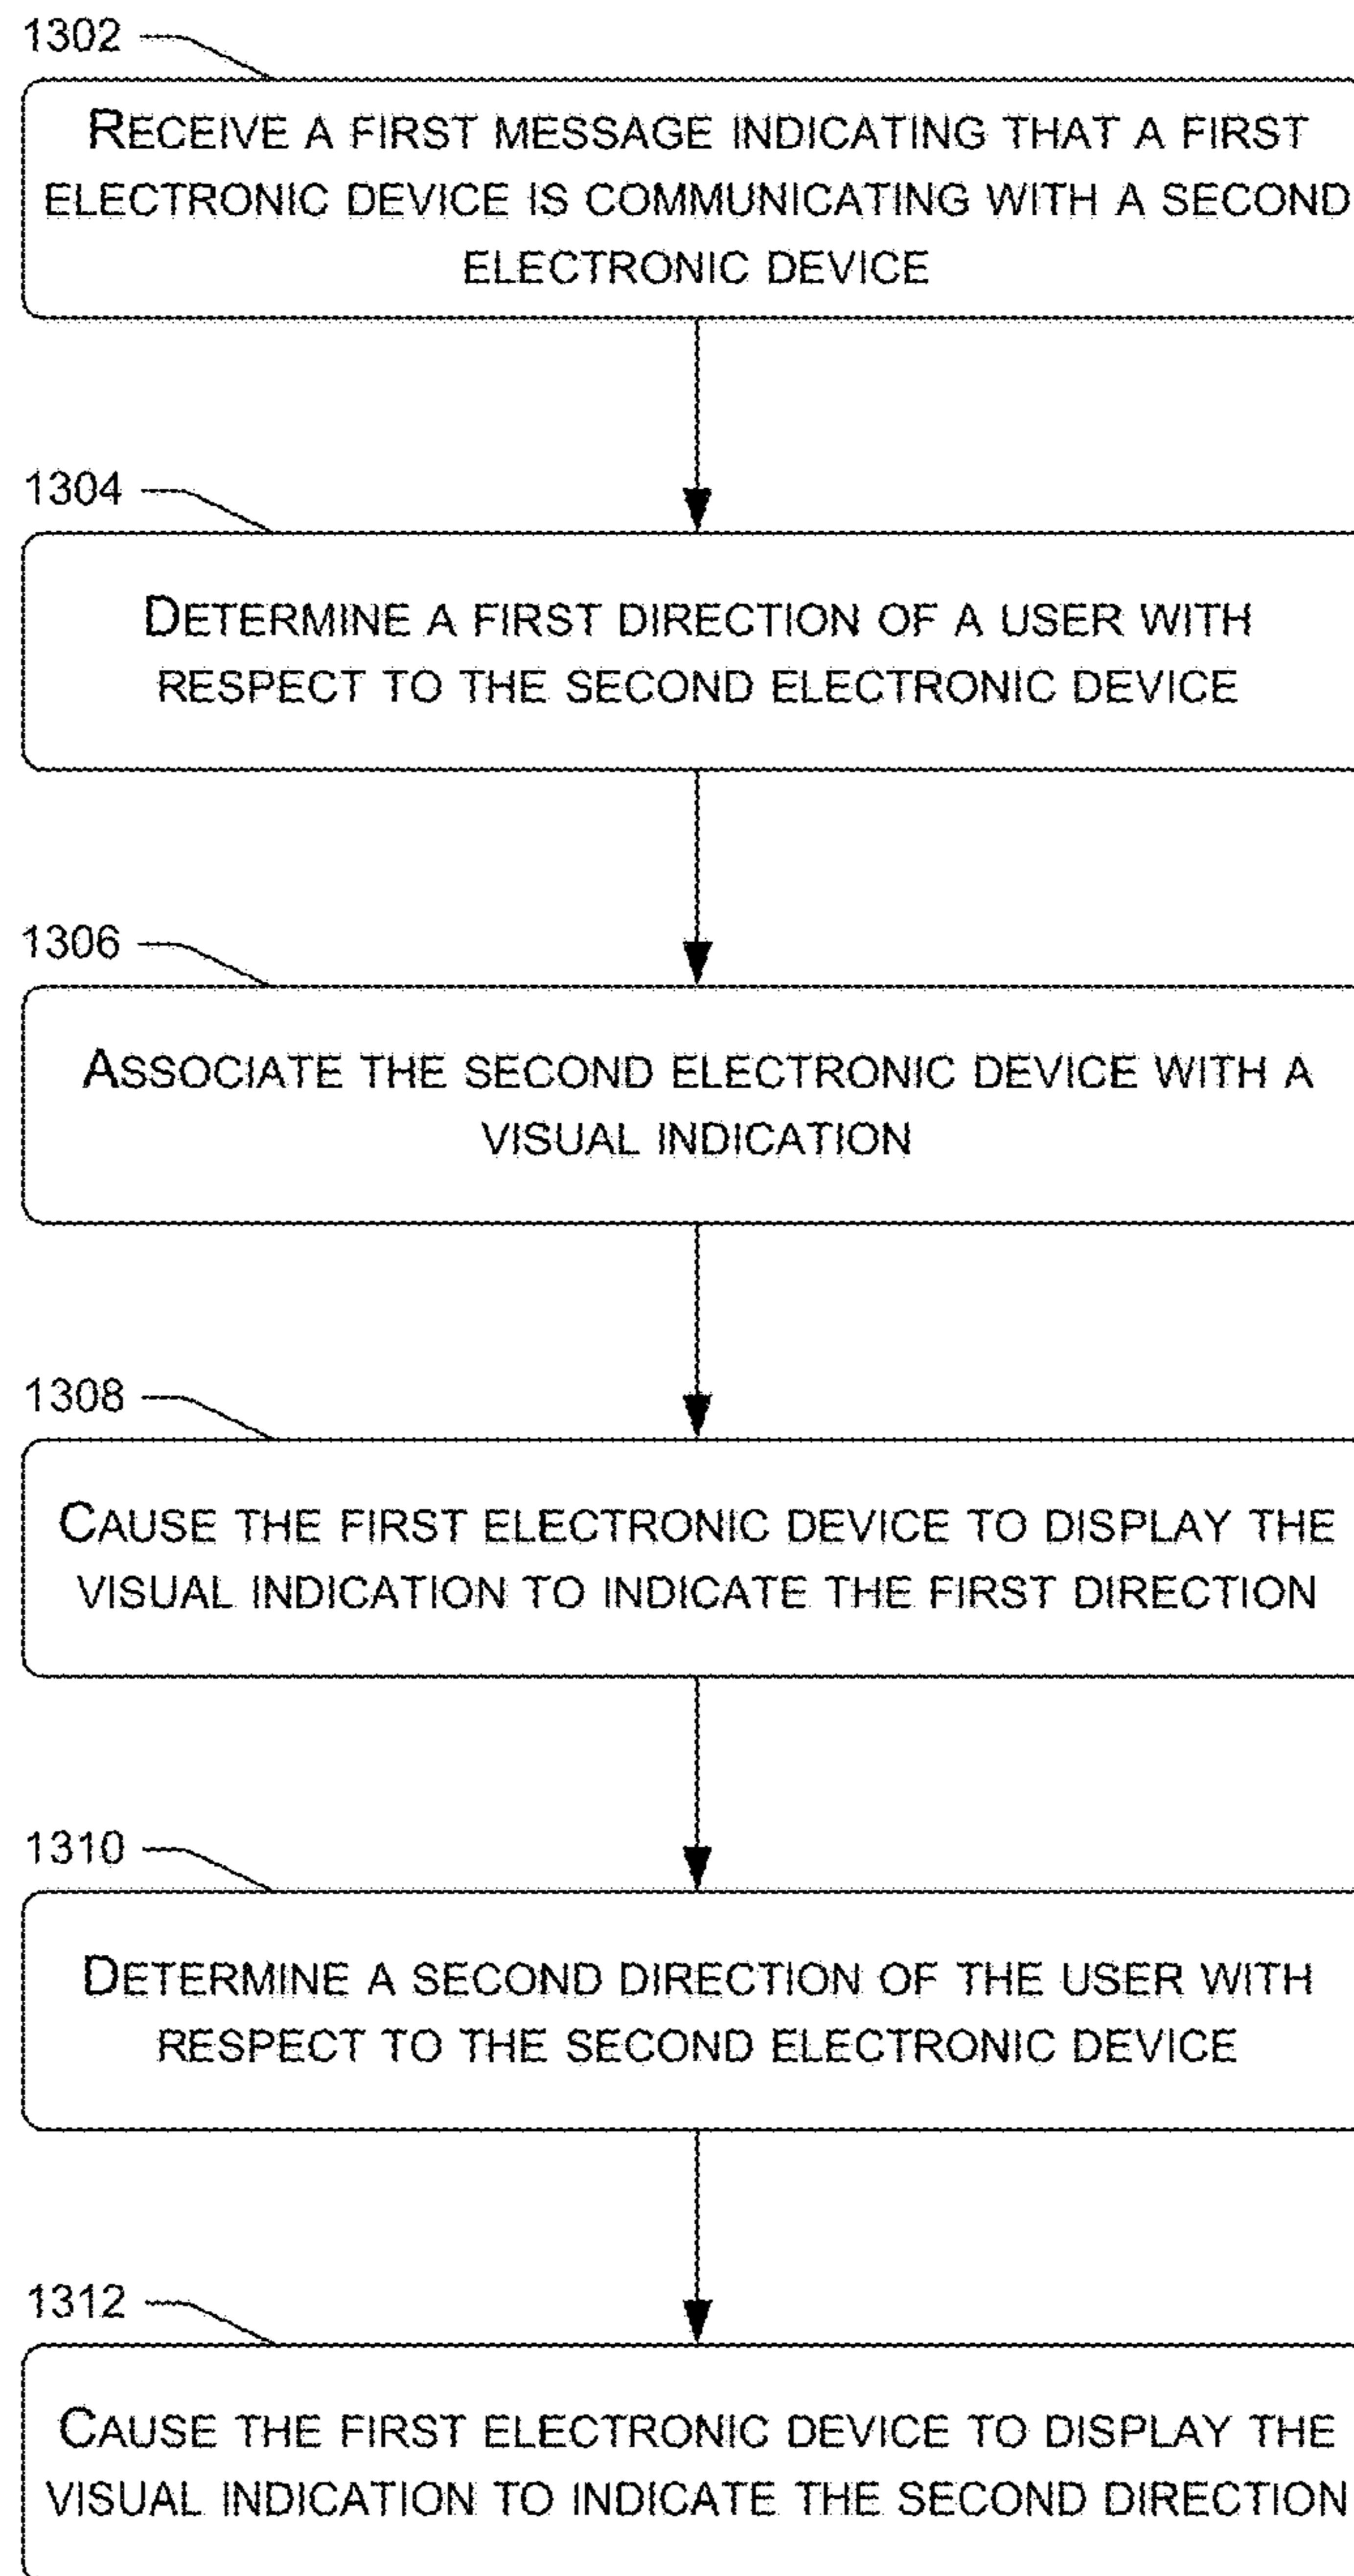 1302
RECEIVE A FIRST MESSAGE INDICATING THAT A FIRST
ELECTRONIC DEVICE IS COMMUNICATING WITH A SECOND
ELECTRONIC DEVICE
1304
DETERMINE A FIRST DIRECTION OF A USER WITH
RESPECT TO THE SECOND ELECTRONIC DEVICE
1306
ASSOCIATE THE SECOND ELECTRONIC DEVICE WITH A
VISUAL INDICATION
1308
CAUSE THE FIRST ELECTRONIC DEVICE TO DISPLAY THE
VISUAL INDICATION TO INDICATE THE FIRST DIRECTION
1310
DETERMINE A SECOND DIRECTION OF THE USER WITH
RESPECT TO THE SECOND ELECTRONIC DEVICE
1312
CAUSE THE FIRST ELECTRONIC DEVICE TO DISPLAY THE
VISUAL INDICATION TO INDICATE THE SECOND DIRECTION